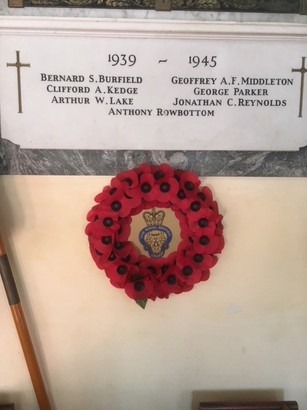 1939 ~ 1945
BERNARD S. BURFIELD GEOFFREY A.F. MIDDLETON
CLIFFORD A. KEDGE GEORGE PARKER
ARTHUR W. LAKE JONATHAN C. REYNOLDS
ANTHONY ROWBOTTOM